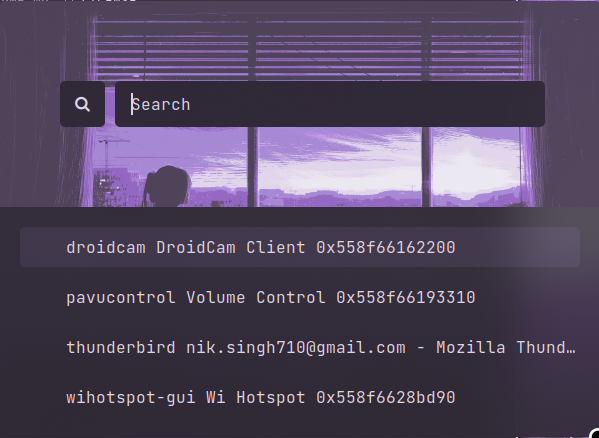 Search
droidcam DroidCam Client 0x558f66162200
pavucontrol Volume Control 0x558f66193310
thunderbird nik.singh710@gmail.com - Mozilla Thund…
wihotspot-gui Wi Hotspot 0x558f6628bd90